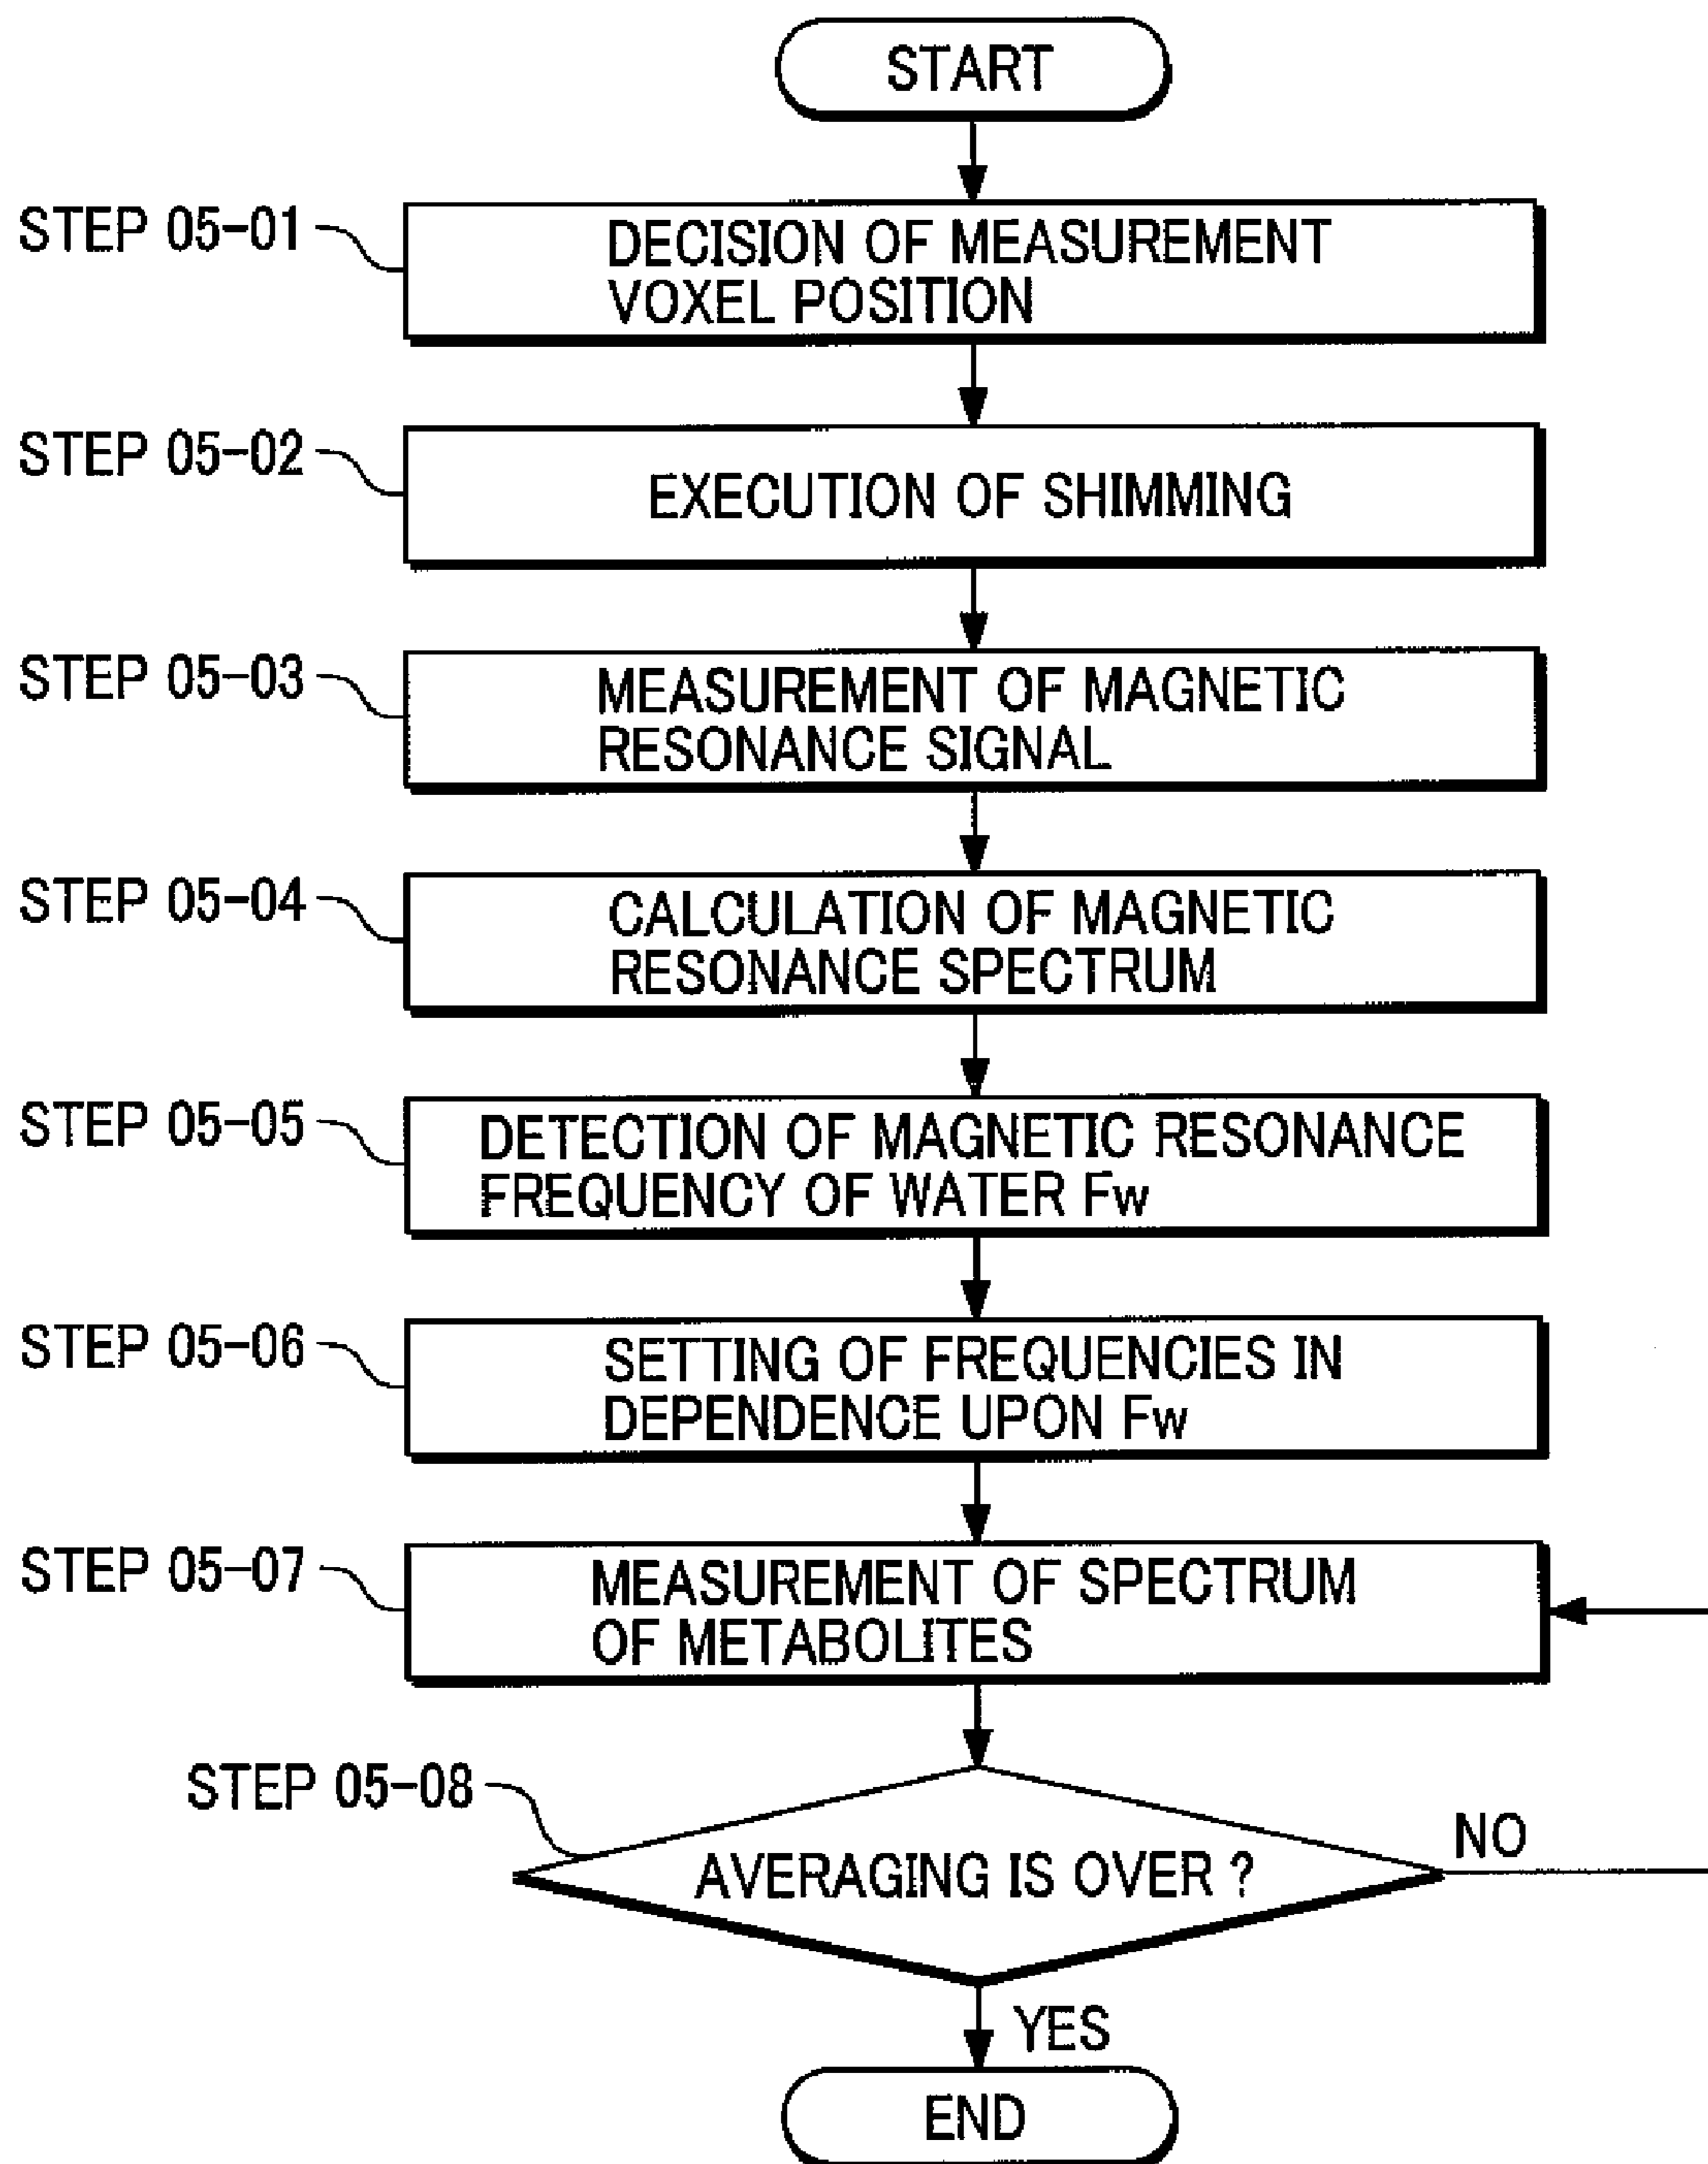 START
STEP 05-01
DECISION OF MEASUREMENT
VOXEL POSITION
STEP 05-02
EXECUTION OF SHIMMING
STEP 05-03
MEASUREMENT OF MAGNETIC
RESONANCE SIGNAL
STEP 05-04
CALCULATION OF MAGNETIC
RESONANCE SPECTRUM
STEP 05-05
DETECTION OF MAGNETIC RESONANCE
FREQUENCY OF WATER Fw
STEP 05-06
SETTING OF FREQUENCIES IN
DEPENDENCE UPON Fw
STEP 05-07
MEASUREMENT OF SPECTRUM
OF METABOLITES
STEP 05-08
AVERAGING IS OVER ?
NO
YES
END